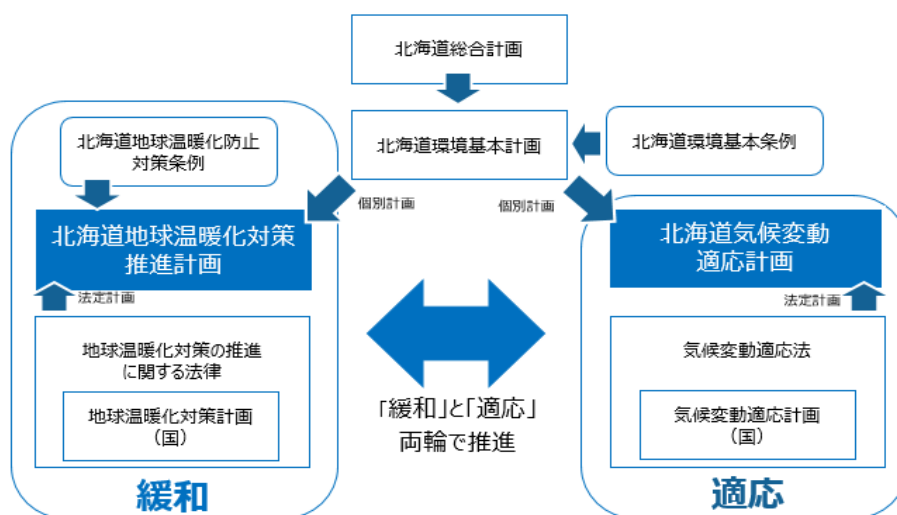 北海道総合計画
北海道地球温暖化防止
対策条例
北海道環境基本計画
北海道環境基本条例
個別計画
個別計画
北海道地球温暖化対策
推進計画
北海道気候変動
適応計画
法定計画
法定計画
地球温暖化対策の推進
に関する法律
地球温暖化対策計画
（国）
「緩和」と「適応」
両輪で推進
気候変動適応法
気候変動適応計画
（国）
緩和
適応